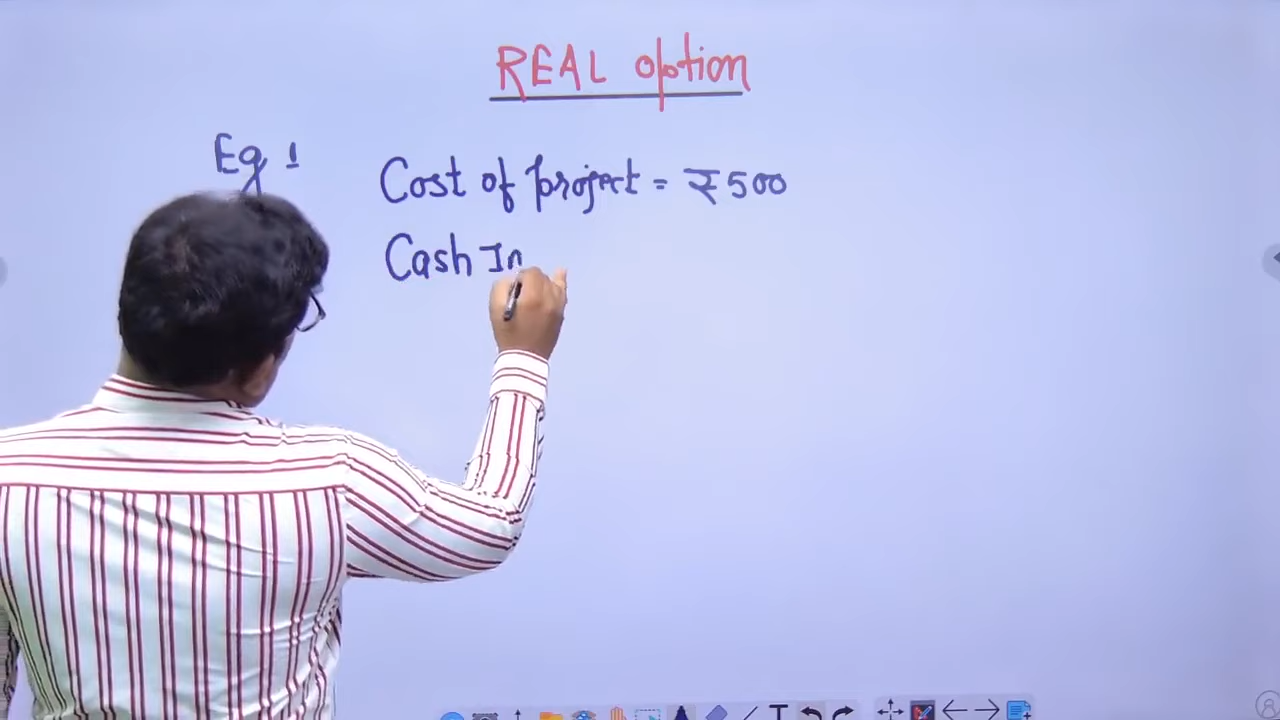 REAL option
Eg 1
Cost of project = ₹500
Cash In